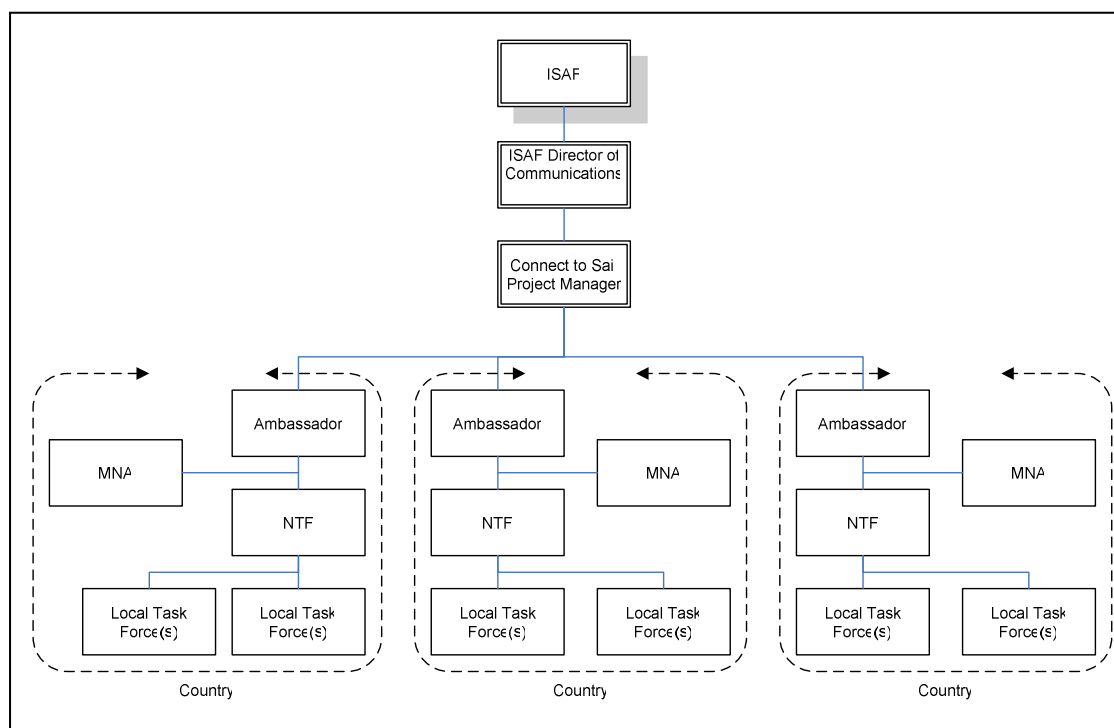 ISAF
ISAF Director of
Communications
Connect to Sai
Project Manager
Ambassador
Ambassador
Ambassador
MNA
MNA
MNA
NTF
NTF
NTF
Local Task
Force(s)
Local Task
Force(s)
Local Task
Force(s)
Local Task
Force(s)
Local Task
Force(s)
Local Task
Force(s)
Country
Country
Country